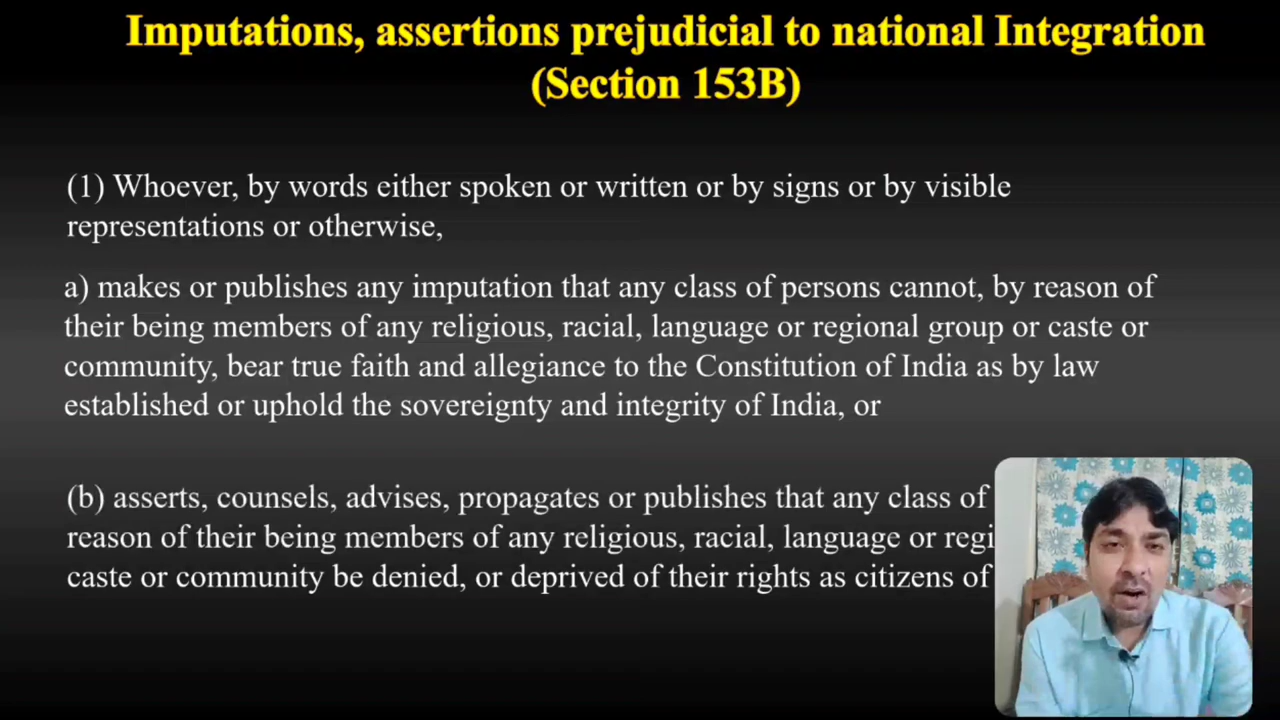 Imputations, assertions prejudicial to national Integration
(Section 153B)
(1) Whoever, by words either spoken or written or by signs or by visible
representations or otherwise,
a) makes or publishes any imputation that any class of persons cannot, by reason of
their being members of any religious, racial, language or regional group or caste or
community, bear true faith and allegiance to the Constitution of India as by law
established or uphold the sovereignty and integrity of India, or
(b) asserts, counsels, advises, propagates or publishes that any class of
reason of their being members of any religious, racial, language or regi
caste or community be denied, or deprived of their rights as citizens of